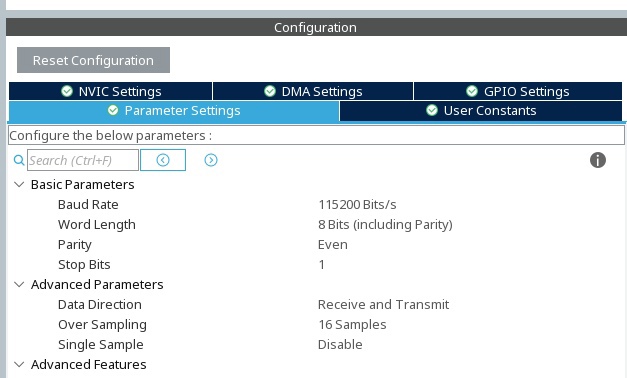 Configuration
Reset Configuration
NVIC Settings DMA Settings GPIO Settings
Parameter Settings User Constants
Configure the below parameters :
Search (Ctrl+F)
Basic Parameters
Baud Rate 115200 Bits/s
Word Length 8 Bits (including Parity)
Parity Even
Stop Bits 1
Advanced Parameters
Data Direction Receive and Transmit
Over Sampling 16 Samples
Single Sample Disable
Advanced Features